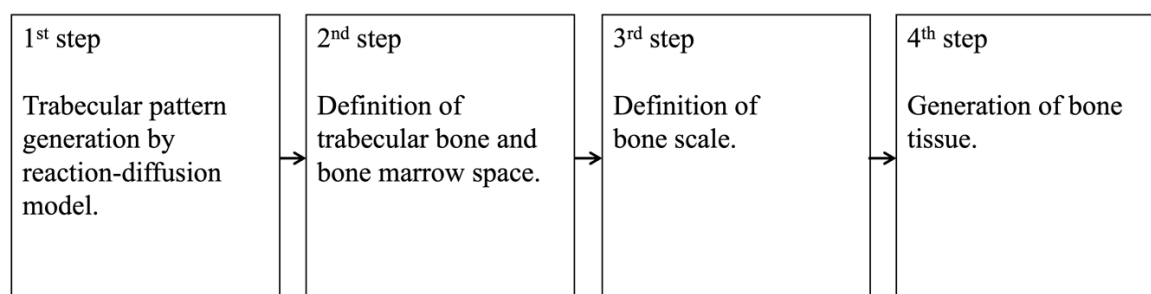 1st step
Trabecular pattern
generation by
reaction-diffusion
model.
2nd step
Definition of
trabecular bone and
bone marrow space.
3rd step
Definition of
bone scale.
4th step
Generation of bone
tissue.